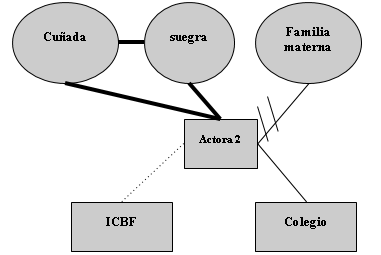 Cuñada
suegra
Familia
materna
Actora 2
ICBF
Colegio